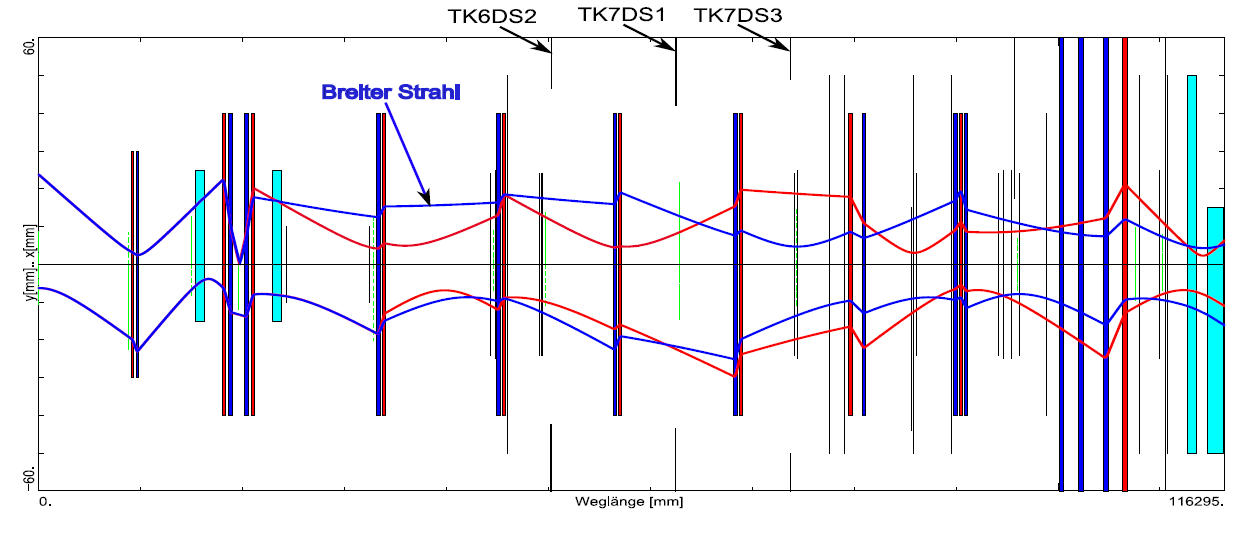 TK6DS2 TK7DS1 TK7DS3
60.
Breiter Strahl
y[mm].. x[mm]
-60.
0. Weglänge [mm] 116295.